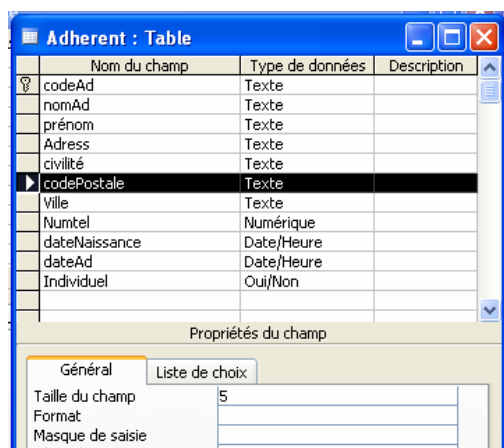 Adherent : Table
Nom du champ Type de données Description
codeAd Texte
nomAd Texte
prénom Texte
Adress Texte
civilité Texte
codePostale Texte
Ville Texte
Numtel Numérique
dateNaissance Date/Heure
dateAd Date/Heure
Individuel Oui/Non
Propriétés du champ
Général Liste de choix
Taille du champ 5
Format
Masque de saisie